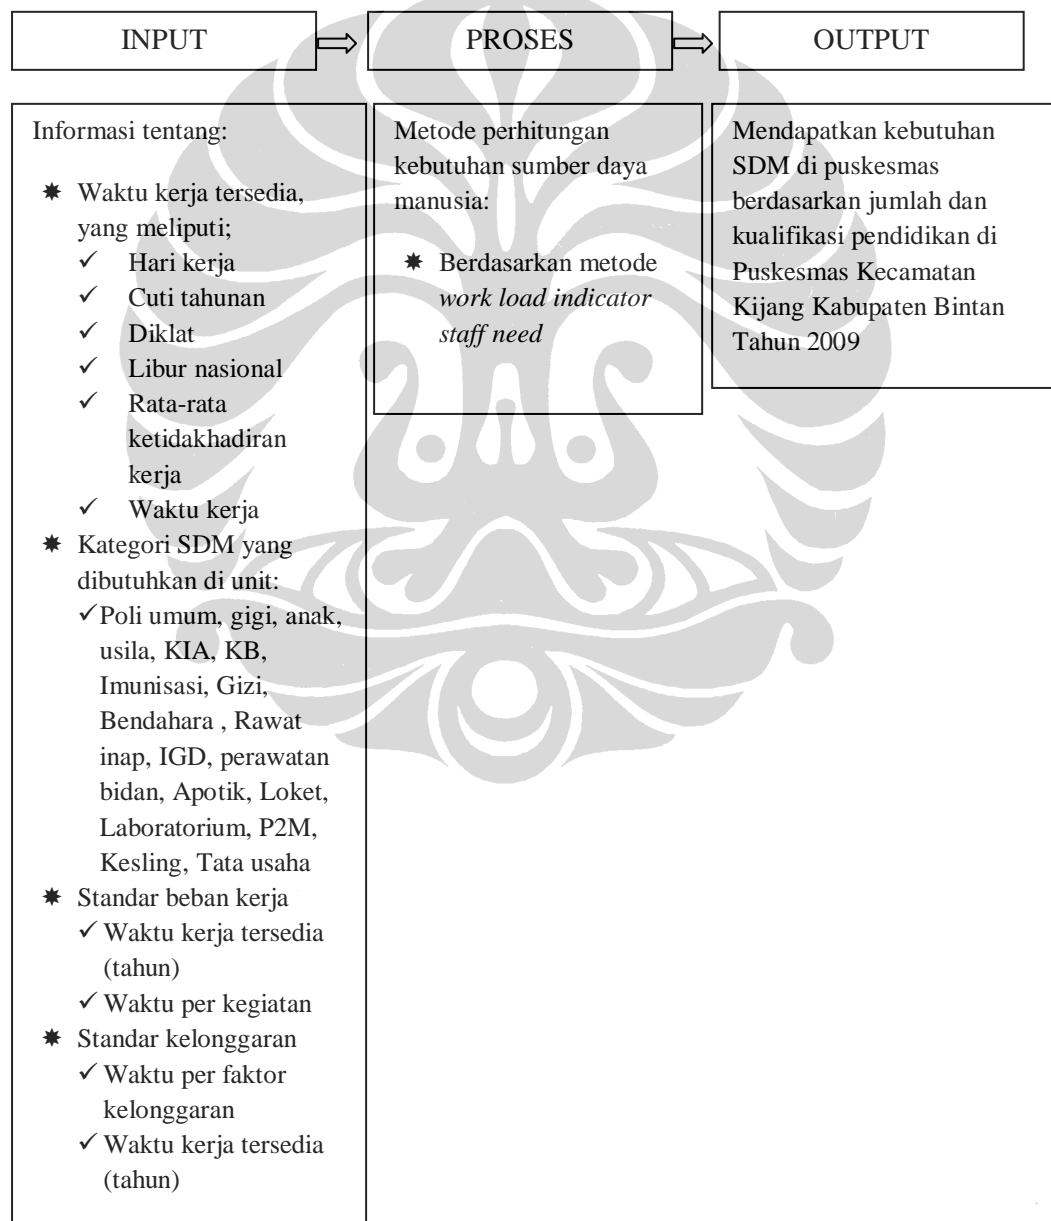 INPUT
PROSES
OUTPUT
Informasi tentang:
✷ Waktu kerja tersedia,
yang meliputi;
✓ Hari kerja
✓ Cuti tahunan
✓ Diklat
✓ Libur nasional
✓ Rata-rata
ketidakhadiran
kerja
✓ Waktu kerja
✷ Kategori SDM yang
dibutuhkan di unit:
✓ Poli umum, gigi, anak,
usila, KIA, KB,
Imunisasi, Gizi,
Bendahara , Rawat
inap, IGD, perawatan
bidan, Apotik, Loket,
Laboratorium, P2M,
Kesling, Tata usaha
✷ Standar beban kerja
✓ Waktu kerja tersedia
(tahun)
✓ Waktu per kegiatan
✷ Standar kelonggaran
✓ Waktu per faktor
kelonggaran
✓ Waktu kerja tersedia
(tahun)
Metode perhitungan
kebutuhan sumber daya
manusia:
✷ Berdasarkan metode
work load indicator
staff need
Mendapatkan kebutuhan
SDM di puskesmas
berdasarkan jumlah dan
kualifikasi pendidikan di
Puskesmas Kecamatan
Kijang Kabupaten Bintan
Tahun 2009